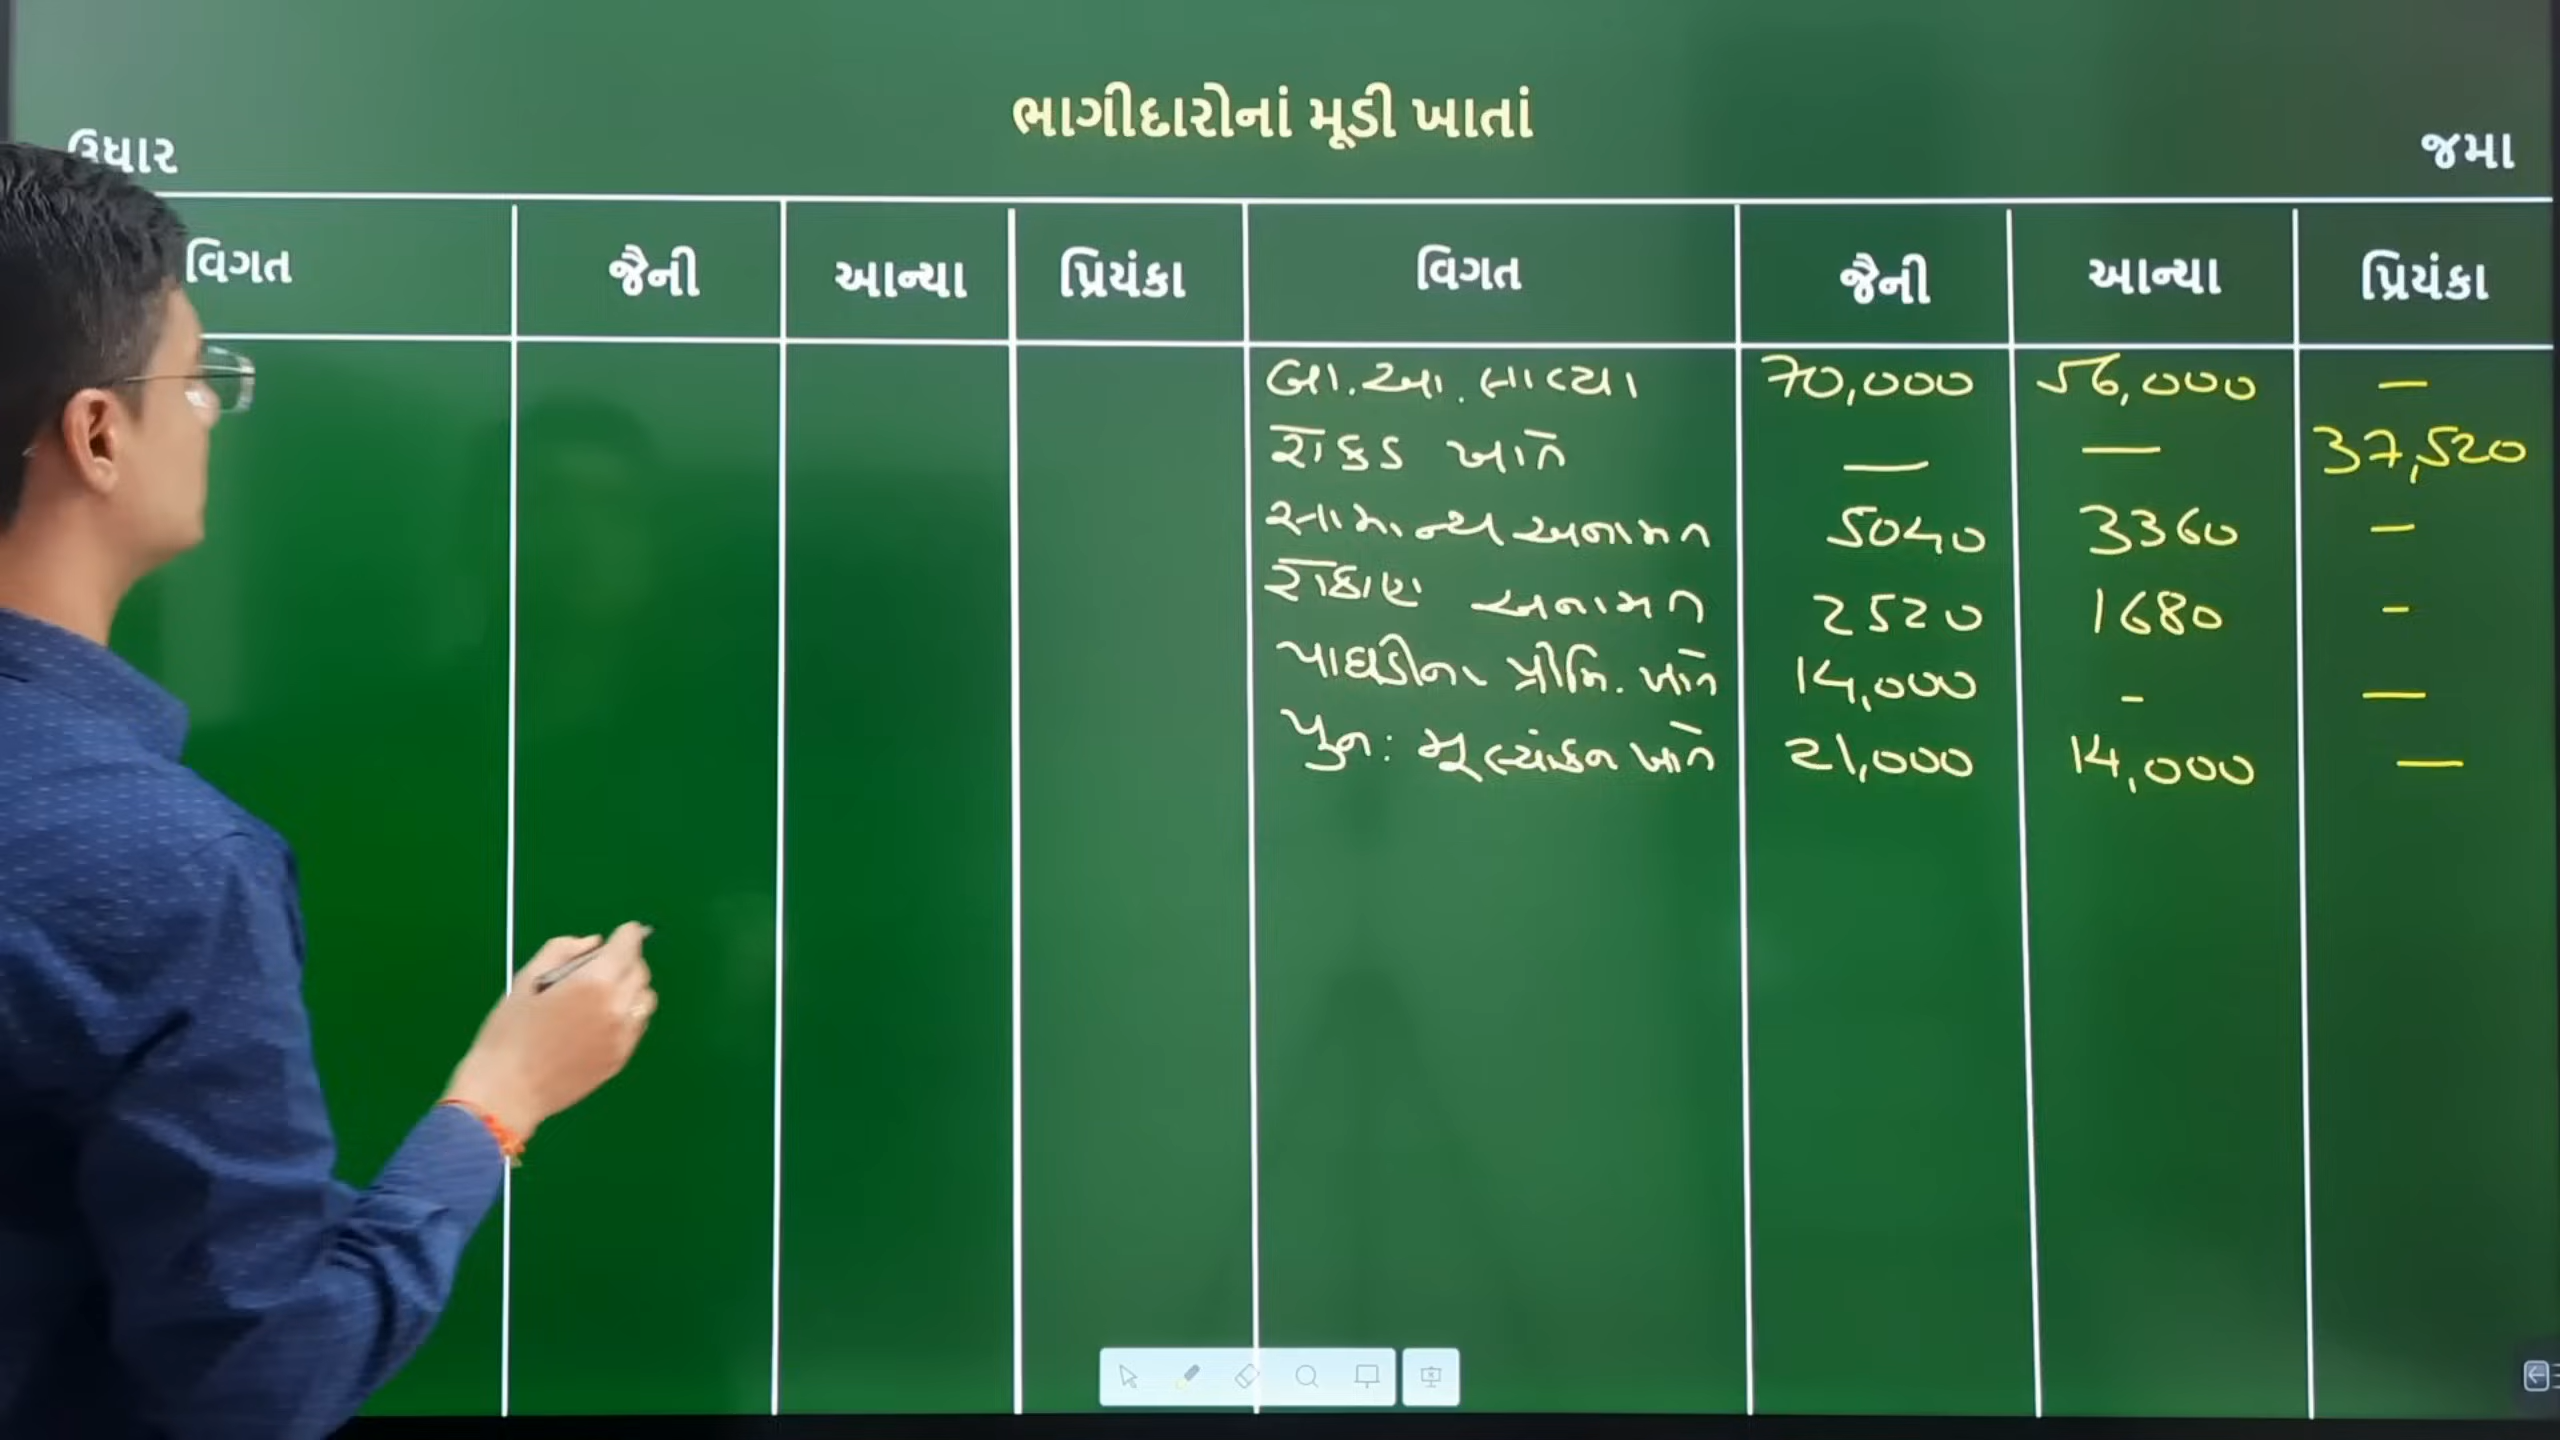 ભાગીદારોનાં મૂડી ખાતાં
ઉધાર જમા
વિગત જૈની આન્યા પ્રિયંકા વિગત જૈની આન્યા પ્રિયંકા
બા.આ. લાવ્યા 70,000 56,000 —
રોકડ ખાતે — — 37,520
સામાન્ય અનામત 5040 3360 —
રોકાણ અનામત 2520 1680 -
પાઘડીના પ્રીમિ. ખાતે 14,000 - —
પુન: મૂલ્યાંકન ખાતે 21,000 14,000 —